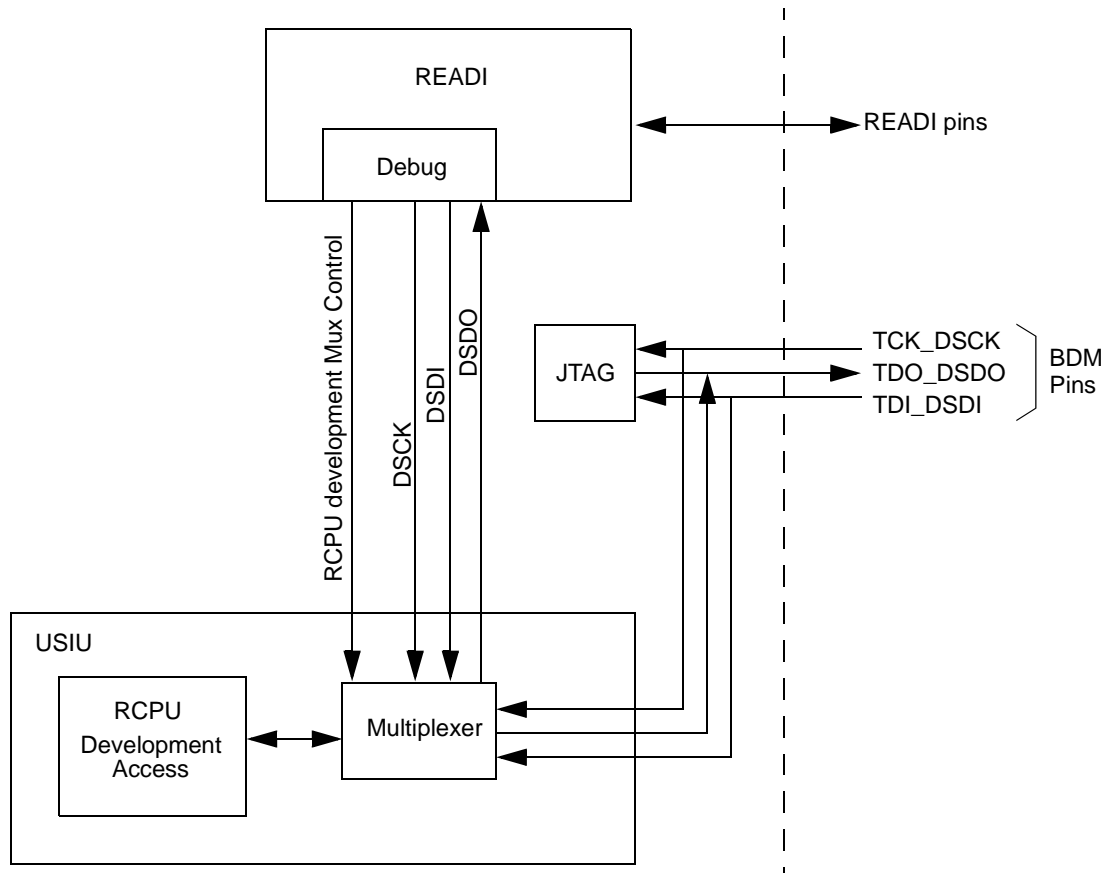 READI
READI pins
Debug
RCPU development Mux Control
DSCK
DSDI
DSDO
JTAG
TCK_DSCK
TDO_DSDO
TDI_DSDI
BDM
Pins
USIU
RCPU
Development
Access
Multiplexer